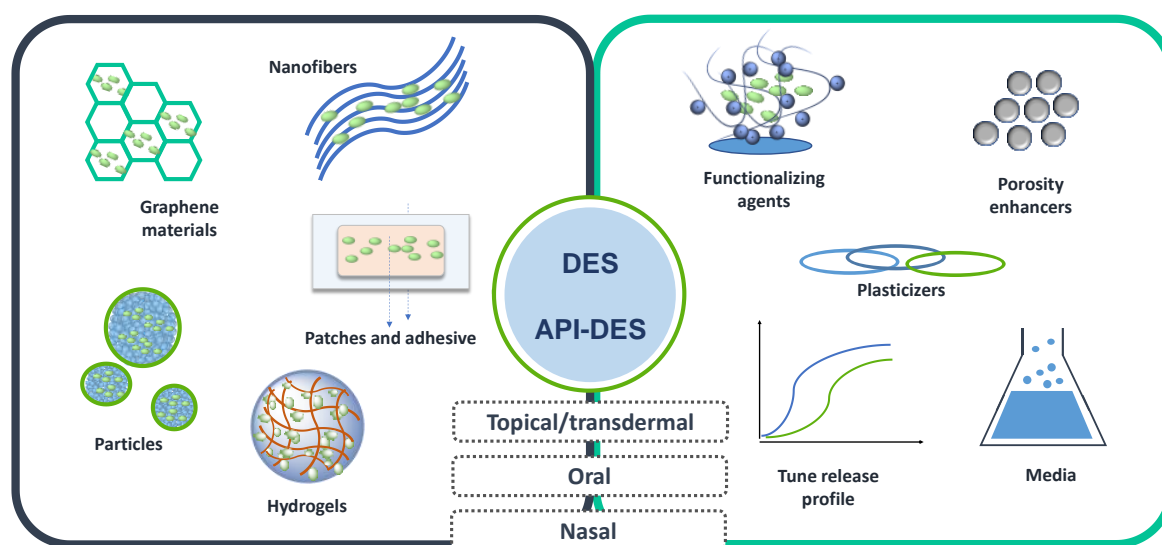 Nanofibers
Graphene
materials
Patches and adhesive
Particles
Hydrogels
DES
API-DES
Topical/transdermal
Oral
Nasal
Functionalizing
agents
Porosity
enhancers
Plasticizers
Tune release
profile
Media